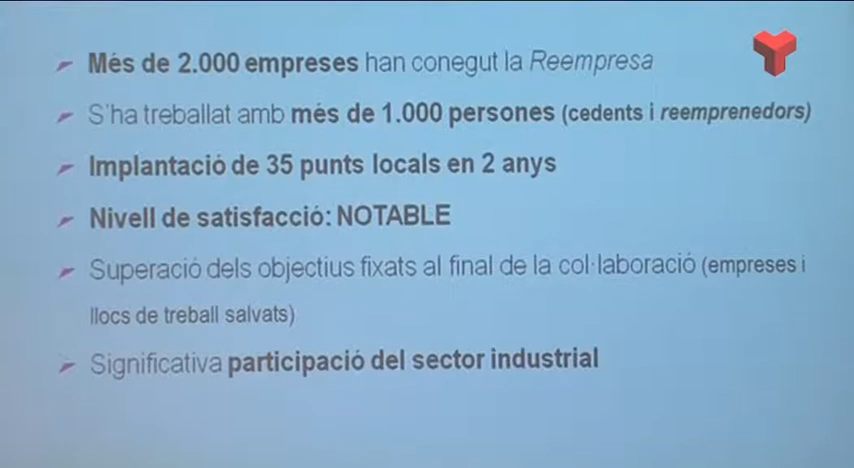 Més de 2.000 empreses han conegut la Reempresa
S'ha treballat amb més de 1.000 persones (cedents i reemprenedors)
Implantació de 35 punts locals en 2 anys
Nivell de satisfacció: NOTABLE
Superació dels objectius fixats al final de la col·laboració (empreses i
llocs de treball salvats)
Significativa participació del sector industrial